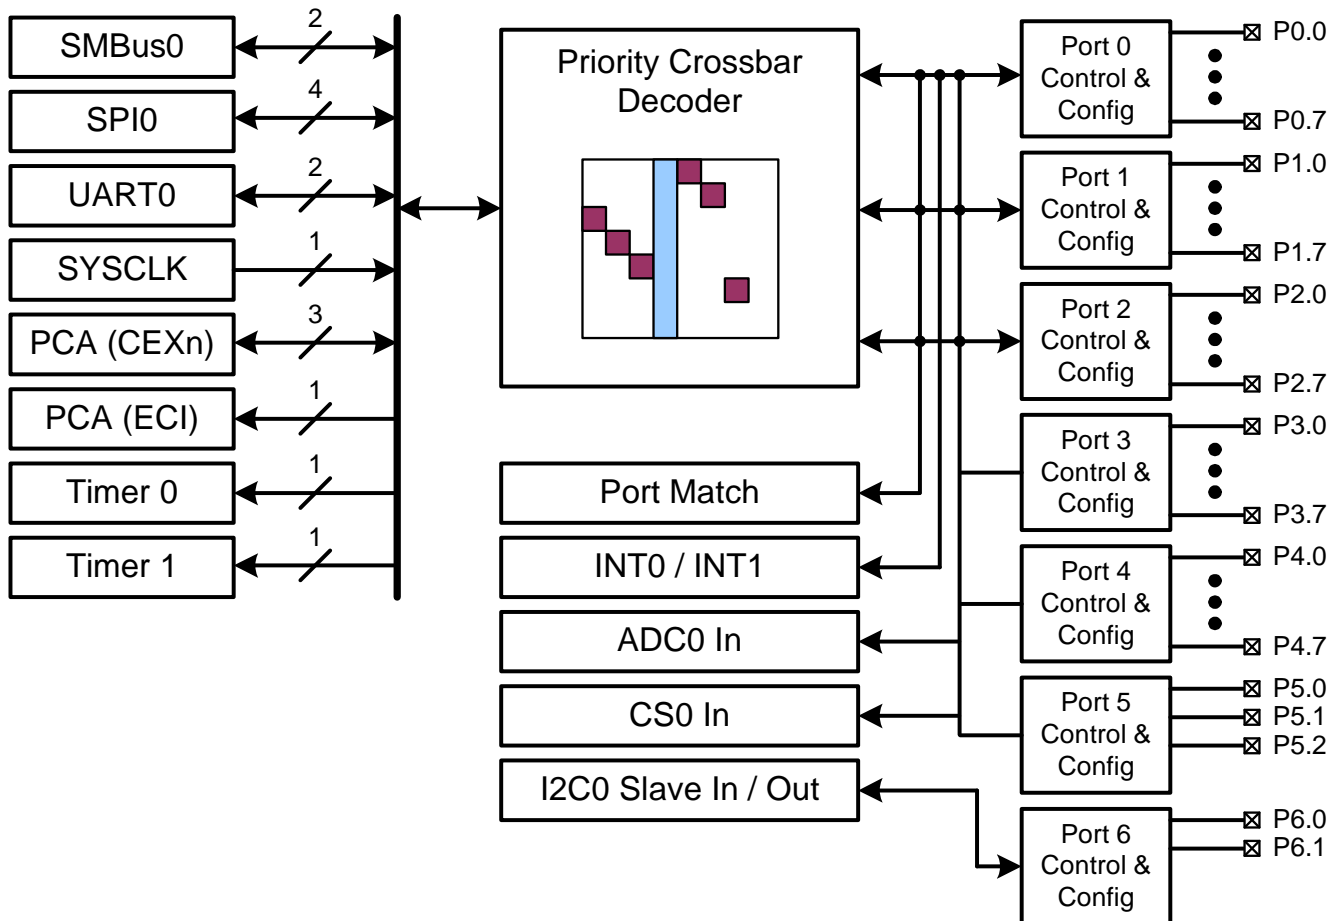 SMBus0
2
SPI0
4
UART0
2
SYSCLK
1
PCA (CEXn)
3
PCA (ECI)
1
Timer 0
1
Timer 1
1
Priority Crossbar
Decoder
Port Match
INT0 / INT1
ADC0 In
CS0 In
I2C0 Slave In / Out
Port 0
Control &
Config
P0.0
P0.7
Port 1
Control &
Config
P1.0
P1.7
Port 2
Control &
Config
P2.0
P2.7
Port 3
Control &
Config
P3.0
P3.7
Port 4
Control &
Config
P4.0
P4.7
Port 5
Control &
Config
P5.0
P5.1
P5.2
Port 6
Control &
Config
P6.0
P6.1